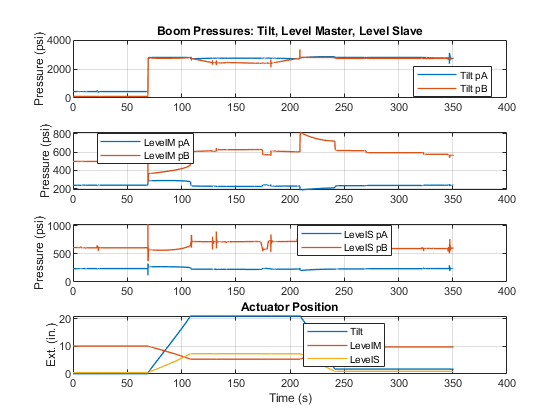 Boom Pressures: Tilt, Level Master, Level Slave
Pressure (psi)
4000
2000
0
Tilt pA
Tilt pB
0 50 100 150 200 250 300 350 400
Pressure (psi)
800
600
400
200
LevelM pA
LevelM pB
0 50 100 150 200 250 300 350 400
Pressure (psi)
1000
500
0
LevelS pA
LevelS pB
0 50 100 150 200 250 300 350 400
Actuator Position
Ext. (in.)
20
10
0
Tilt
LevelM
LevelS
0 50 100 150 200 250 300 350 400
Time (s)